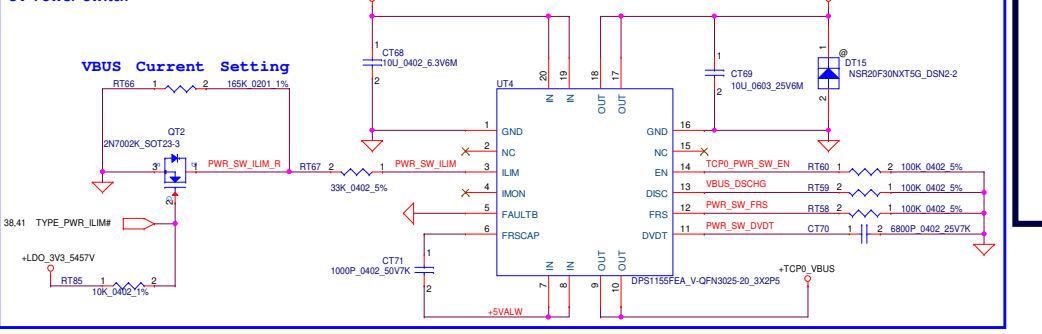 VBUS Current Setting
RT66 1 2 165K_0201_1%
QT2
2N7002K_SOT23-3
3 1
2
PWR_SW_ILIM_R
RT67 2 1
33K_0402_5%
PWR_SW_ILIM
38,41 TYPE_PWR_ILIM#
+LDO_3V3_5457V
RT85 1 2
10K_0402_1%
1
CT68
10U_0402_6.3V6M
2
UT4
20 19 18 17
IN IN OUT OUT
1 GND
2 NC
3 ILIM
4 IMON
5 FAULTB
6 FRSCAP
GND 16
NC 15
EN 14
DISC 13
FRS 12
DVDT 11
IN IN OUT OUT
7 8 9 10
DPS1155FEA_V-QFN3025-20_3X2P5
1
CT71
1000P_0402_50V7K
2
+5VALW
+TCP0_VBUS
1
CT69
10U_0603_25V6M
2
1
@
DT15
NSR20F30NXT5G_DSN2-2
2
TCP0_PWR_SW_EN RT60 1 2 100K_0402_5%
VBUS_DSCHG RT59 2 1 100K_0402_5%
PWR_SW_FRS RT58 2 1 100K_0402_5%
PWR_SW_DVDT CT70 1 2 6800P_0402_25V7K